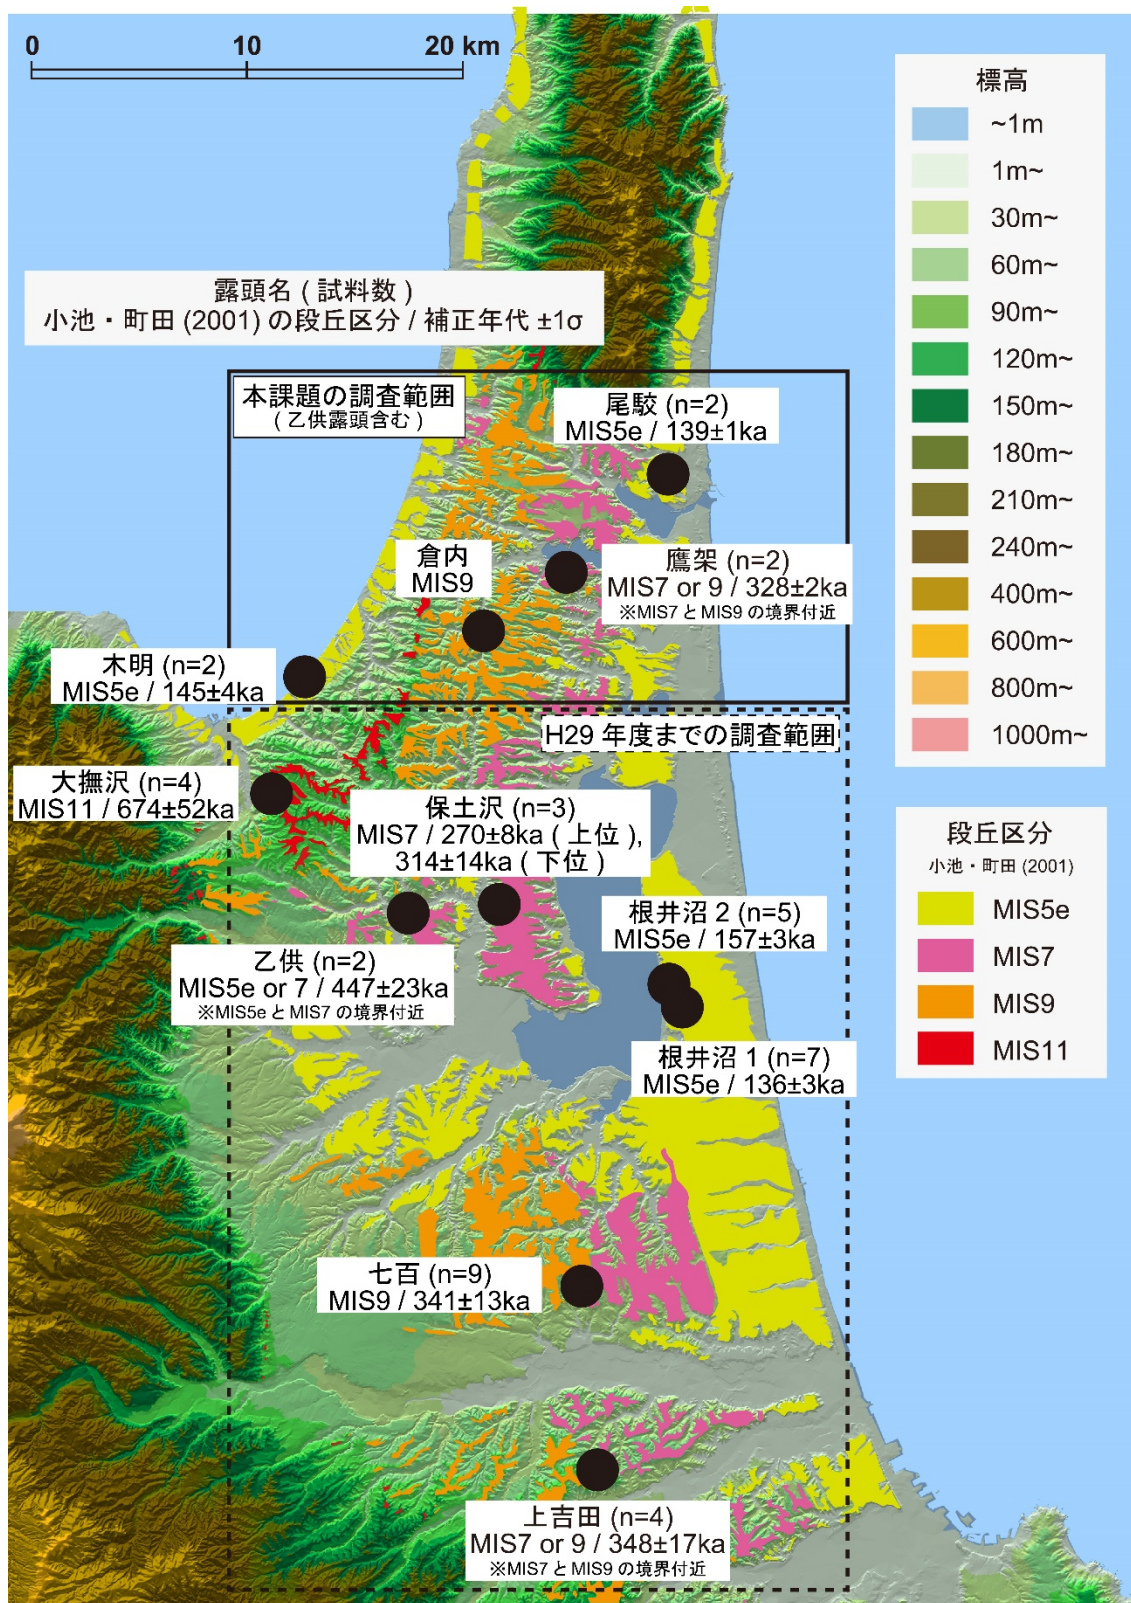 0 10 20 km
標高
~1m
1m~
30m~
60m~
90m~
120m~
150m~
180m~
210m~
240m~
400m~
600m~
800m~
1000m~
露頭名 ( 試料数 )
小池・町田 (2001) の段丘区分 / 補正年代 ±1σ
本課題の調査範囲
( 乙供露頭含む )
尾駮 (n=2)
MIS5e / 139±1ka
倉内
MIS9
鷹架 (n=2)
MIS7 or 9 / 328±2ka
※MIS7 と MIS9 の境界付近
木明 (n=2)
MIS5e / 145±4ka
H29 年度までの調査範囲
大撫沢 (n=4)
MIS11 / 674±52ka
保土沢 (n=3)
MIS7 / 270±8ka ( 上位 ),
314±14ka ( 下位 )
段丘区分
小池・町田 (2001)
MIS5e
MIS7
MIS9
MIS11
根井沼 2 (n=5)
MIS5e / 157±3ka
乙供 (n=2)
MIS5e or 7 / 447±23ka
※MIS5e と MIS7 の境界付近
根井沼 1 (n=7)
MIS5e / 136±3ka
七百 (n=9)
MIS9 / 341±13ka
上吉田 (n=4)
MIS7 or 9 / 348±17ka
※MIS7 と MIS9 の境界付近